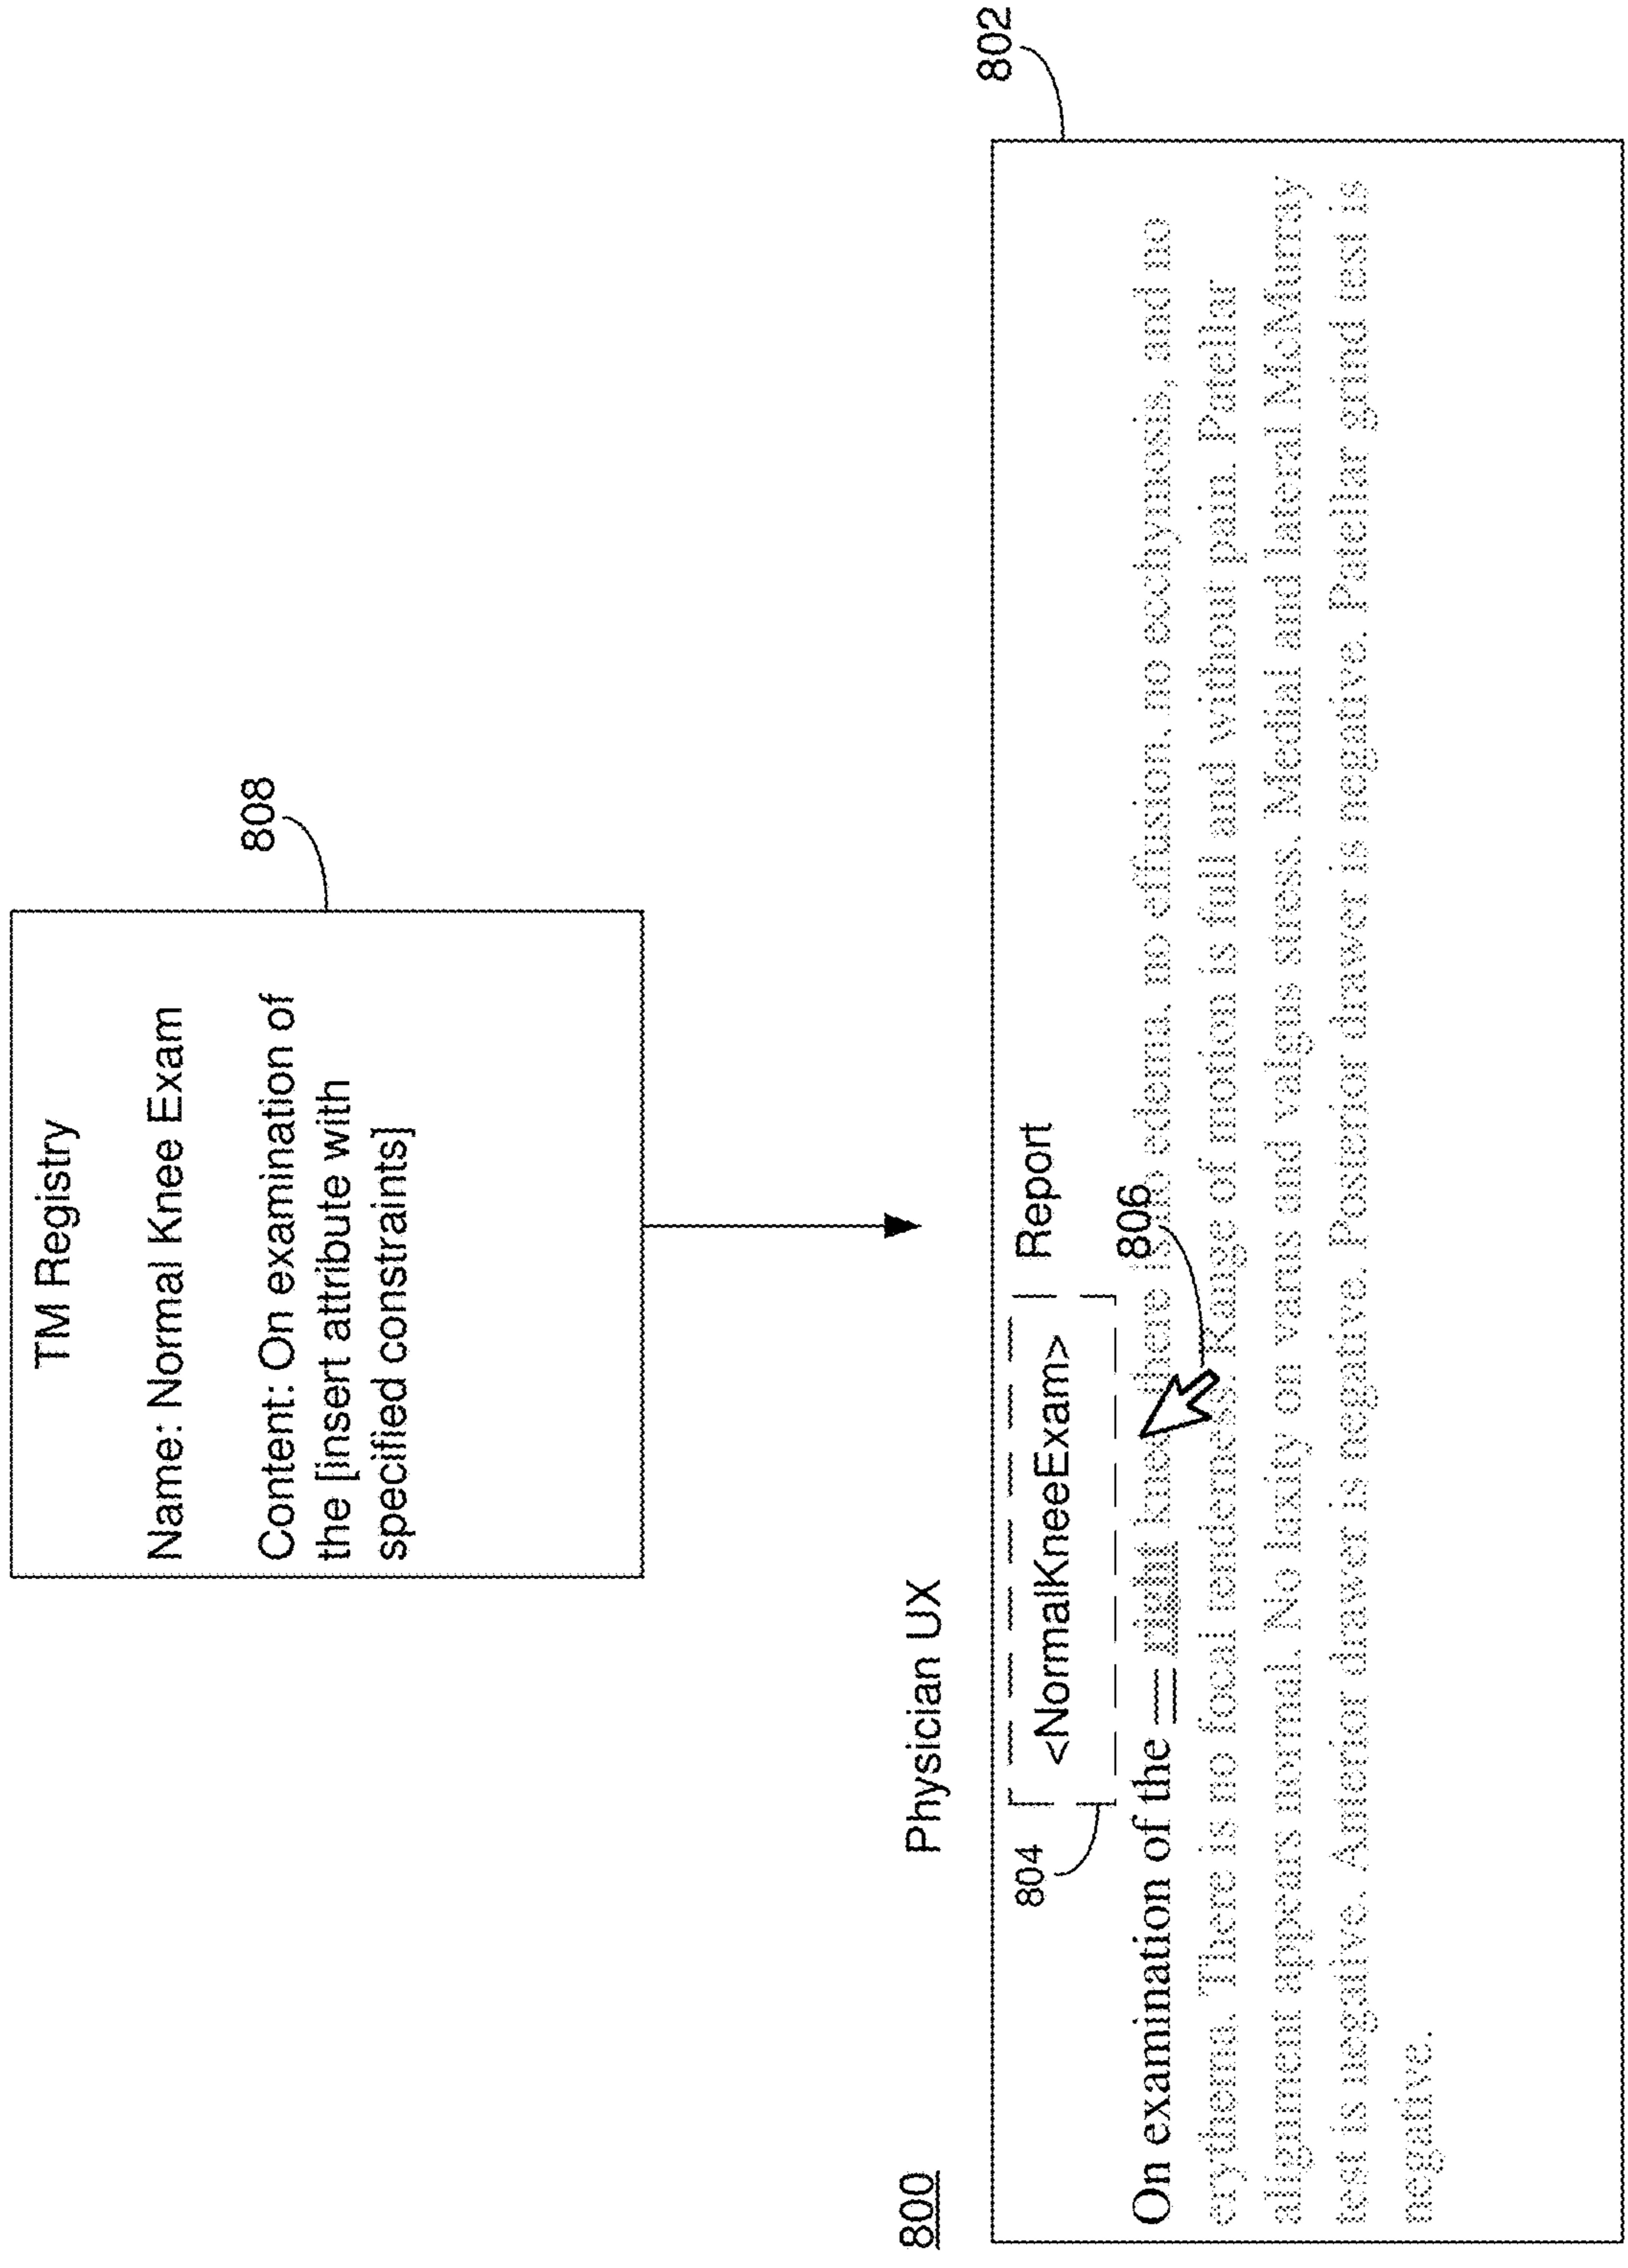 TM Registry
808
Name: Normal Knee Exam
Content: On examination of
the [insert attribute with
specified constraints]
800
Physician UX
802
804
<NormalKneeExam>
Report
806
On examination of the right knee there is no edema, no effusion, no ecchymosis, and no
erythema. There is no focal tenderness. Range of motion is full and without pain. Patellar
alignment appears normal. No laxity on varus and valgus stress. Medial and lateral McMurray
test is negative. Anterior drawer is negative. Posterior drawer is negative. Patellar grind test is
negative.